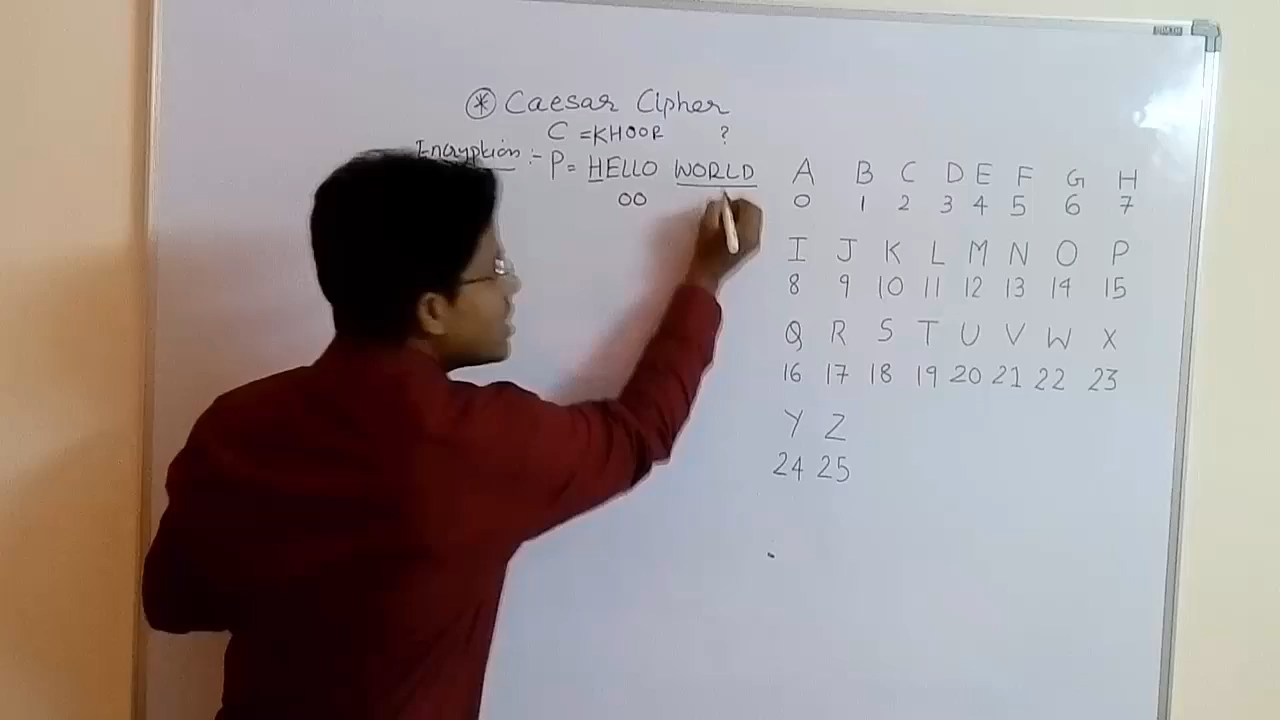 * Caesar Cipher
C = KHOOR ?
Encryption :- P = HELLO WORLD
OO
A B C D E F G H
0 1 2 3 4 5 6 7
I J K L M N O P
8 9 10 11 12 13 14 15
Q R S T U V W X
16 17 18 19 20 21 22 23
Y Z
24 25